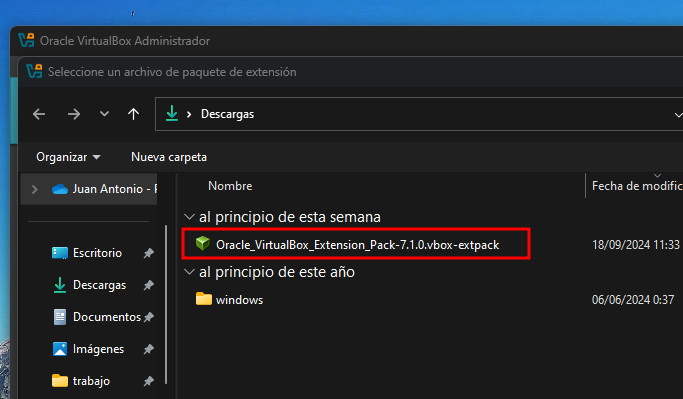 Oracle VirtualBox Administrador
Seleccione un archivo de paquete de extensión
Descargas
Organizar
Nueva carpeta
Nombre
Fecha de modific
Juan Antonio - P
al principio de esta semana
Oracle_VirtualBox_Extension_Pack-7.1.0.vbox-extpack
18/09/2024 11:33
al principio de este año
windows
06/06/2024 0:37
Escritorio
Descargas
Documentos
Imágenes
trabajo